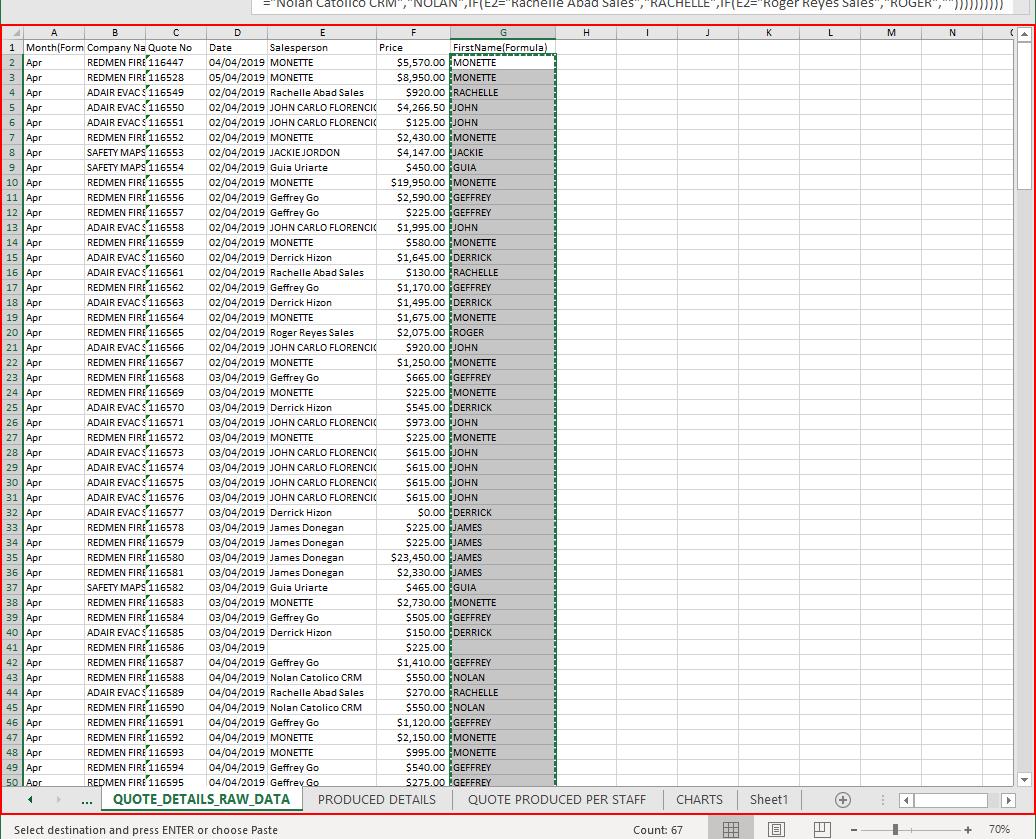 ="Nolan Catolico CRM","NOLAN",IF(E2="Rachelle Abad Sales","RACHELLE",IF(E2="Roger Reyes Sales","ROGER",""))))))))))
A B C D E F G H I J K L M N
1 Month(Form Company Na Quote No Date Salesperson Price FirstName(Formula)
2 Apr REDMEN FIRE 116447 04/04/2019 MONETTE $5,570.00 MONETTE
3 Apr REDMEN FIRE 116528 05/04/2019 MONETTE $8,950.00 MONETTE
4 Apr ADAIR EVAC S 116549 02/04/2019 Rachelle Abad Sales $920.00 RACHELLE
5 Apr ADAIR EVAC S 116550 02/04/2019 JOHN CARLO FLORENCIO $4,266.50 JOHN
6 Apr ADAIR EVAC S 116551 02/04/2019 JOHN CARLO FLORENCIO $125.00 JOHN
7 Apr REDMEN FIRE 116552 02/04/2019 MONETTE $2,430.00 MONETTE
8 Apr SAFETY MAPS 116553 02/04/2019 JACKIE JORDON $4,147.00 JACKIE
9 Apr SAFETY MAPS 116554 02/04/2019 Guia Uriarte $450.00 GUIA
10 Apr REDMEN FIRE 116555 02/04/2019 MONETTE $19,950.00 MONETTE
11 Apr REDMEN FIRE 116556 02/04/2019 Geffrey Go $2,590.00 GEFFREY
12 Apr REDMEN FIRE 116557 02/04/2019 Geffrey Go $225.00 GEFFREY
13 Apr ADAIR EVAC S 116558 02/04/2019 JOHN CARLO FLORENCIO $1,995.00 JOHN
14 Apr REDMEN FIRE 116559 02/04/2019 MONETTE $580.00 MONETTE
15 Apr ADAIR EVAC S 116560 02/04/2019 Derrick Hizon $1,645.00 DERRICK
16 Apr ADAIR EVAC S 116561 02/04/2019 Rachelle Abad Sales $130.00 RACHELLE
17 Apr REDMEN FIRE 116562 02/04/2019 Geffrey Go $1,170.00 GEFFREY
18 Apr ADAIR EVAC S 116563 02/04/2019 Derrick Hizon $1,495.00 DERRICK
19 Apr REDMEN FIRE 116564 02/04/2019 MONETTE $1,675.00 MONETTE
20 Apr REDMEN FIRE 116565 02/04/2019 Roger Reyes Sales $2,075.00 ROGER
21 Apr ADAIR EVAC S 116566 02/04/2019 JOHN CARLO FLORENCIO $920.00 JOHN
22 Apr REDMEN FIRE 116567 02/04/2019 MONETTE $1,250.00 MONETTE
23 Apr REDMEN FIRE 116568 03/04/2019 Geffrey Go $665.00 GEFFREY
24 Apr REDMEN FIRE 116569 03/04/2019 MONETTE $225.00 MONETTE
25 Apr ADAIR EVAC S 116570 03/04/2019 Derrick Hizon $545.00 DERRICK
26 Apr ADAIR EVAC S 116571 03/04/2019 JOHN CARLO FLORENCIO $973.00 JOHN
27 Apr REDMEN FIRE 116572 03/04/2019 MONETTE $225.00 MONETTE
28 Apr ADAIR EVAC S 116573 03/04/2019 JOHN CARLO FLORENCIO $615.00 JOHN
29 Apr ADAIR EVAC S 116574 03/04/2019 JOHN CARLO FLORENCIO $615.00 JOHN
30 Apr ADAIR EVAC S 116575 03/04/2019 JOHN CARLO FLORENCIO $615.00 JOHN
31 Apr ADAIR EVAC S 116576 03/04/2019 JOHN CARLO FLORENCIO $615.00 JOHN
32 Apr ADAIR EVAC S 116577 03/04/2019 Derrick Hizon $0.00 DERRICK
33 Apr REDMEN FIRE 116578 03/04/2019 James Donegan $225.00 JAMES
34 Apr REDMEN FIRE 116579 03/04/2019 James Donegan $225.00 JAMES
35 Apr REDMEN FIRE 116580 03/04/2019 James Donegan $23,450.00 JAMES
36 Apr REDMEN FIRE 116581 03/04/2019 James Donegan $2,330.00 JAMES
37 Apr SAFETY MAPS 116582 03/04/2019 Guia Uriarte $465.00 GUIA
38 Apr REDMEN FIRE 116583 03/04/2019 MONETTE $2,730.00 MONETTE
39 Apr REDMEN FIRE 116584 03/04/2019 Geffrey Go $505.00 GEFFREY
40 Apr ADAIR EVAC S 116585 03/04/2019 Derrick Hizon $150.00 DERRICK
41 Apr REDMEN FIRE 116586 03/04/2019 $225.00
42 Apr REDMEN FIRE 116587 04/04/2019 Geffrey Go $1,410.00 GEFFREY
43 Apr REDMEN FIRE 116588 04/04/2019 Nolan Catolico CRM $550.00 NOLAN
44 Apr ADAIR EVAC S 116589 04/04/2019 Rachelle Abad Sales $270.00 RACHELLE
45 Apr REDMEN FIRE 116590 04/04/2019 Nolan Catolico CRM $550.00 NOLAN
46 Apr REDMEN FIRE 116591 04/04/2019 Geffrey Go $1,120.00 GEFFREY
47 Apr REDMEN FIRE 116592 04/04/2019 MONETTE $2,150.00 MONETTE
48 Apr REDMEN FIRE 116593 04/04/2019 MONETTE $995.00 MONETTE
49 Apr REDMEN FIRE 116594 04/04/2019 Geffrey Go $540.00 GEFFREY
50 Apr REDMEN FIRE 116595 04/04/2019 Geffrey Go $275.00 GEFFREY
... QUOTE_DETAILS_RAW_DATA PRODUCED DETAILS QUOTE PRODUCED PER STAFF CHARTS Sheet1
Select destination and press ENTER or choose Paste Count: 67 70%